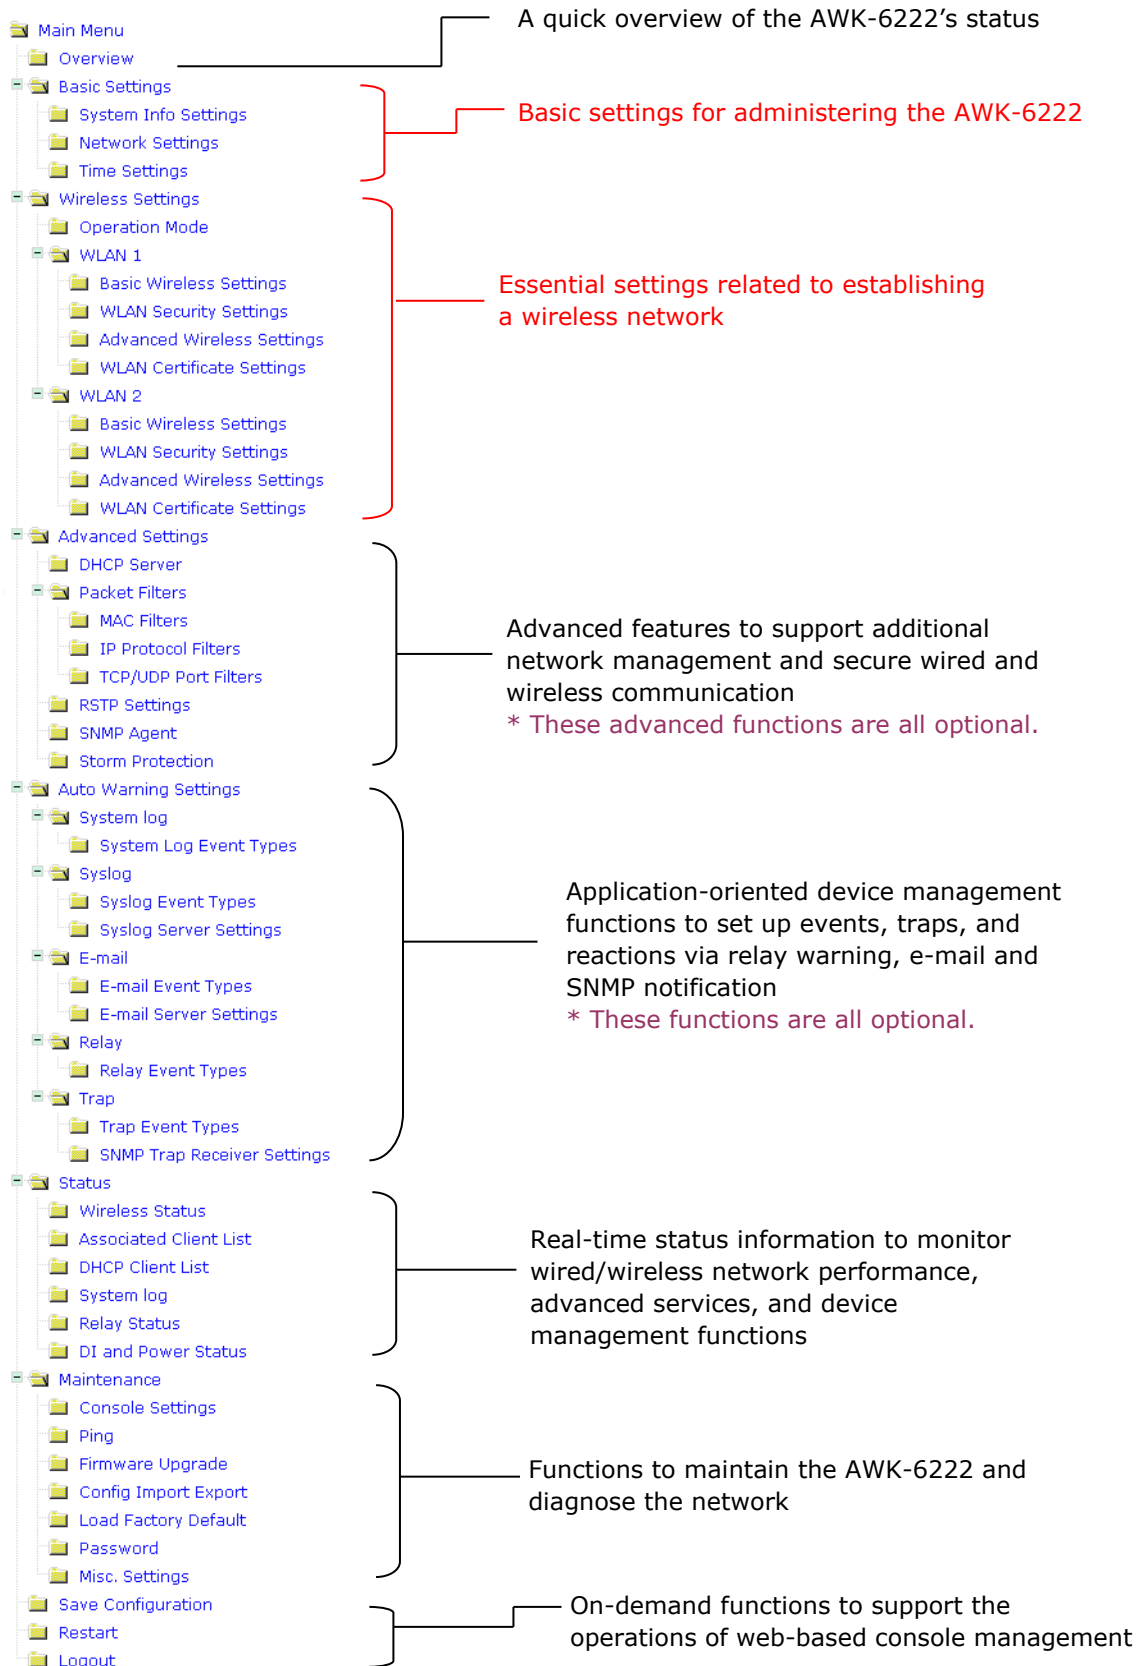 Main Menu
A quick overview of the AWK-6222’s status
Overview
Basic Settings
System Info Settings
Network Settings
Time Settings
Basic settings for administering the AWK-6222
Wireless Settings
Operation Mode
WLAN 1
Basic Wireless Settings
WLAN Security Settings
Advanced Wireless Settings
WLAN Certificate Settings
WLAN 2
Basic Wireless Settings
WLAN Security Settings
Advanced Wireless Settings
WLAN Certificate Settings
Essential settings related to establishing
a wireless network
Advanced Settings
DHCP Server
Packet Filters
MAC Filters
IP Protocol Filters
TCP/UDP Port Filters
RSTP Settings
SNMP Agent
Storm Protection
Advanced features to support additional
network management and secure wired and
wireless communication
* These advanced functions are all optional.
Auto Warning Settings
System log
System Log Event Types
Syslog
Syslog Event Types
Syslog Server Settings
E-mail
E-mail Event Types
E-mail Server Settings
Relay
Relay Event Types
Trap
Trap Event Types
SNMP Trap Receiver Settings
Application-oriented device management
functions to set up events, traps, and
reactions via relay warning, e-mail and
SNMP notification
* These functions are all optional.
Status
Wireless Status
Associated Client List
DHCP Client List
System log
Relay Status
DI and Power Status
Real-time status information to monitor
wired/wireless network performance,
advanced services, and device
management functions
Maintenance
Console Settings
Ping
Firmware Upgrade
Config Import Export
Load Factory Default
Password
Misc. Settings
Functions to maintain the AWK-6222 and
diagnose the network
Save Configuration
Restart
Logout
On-demand functions to support the
operations of web-based console management